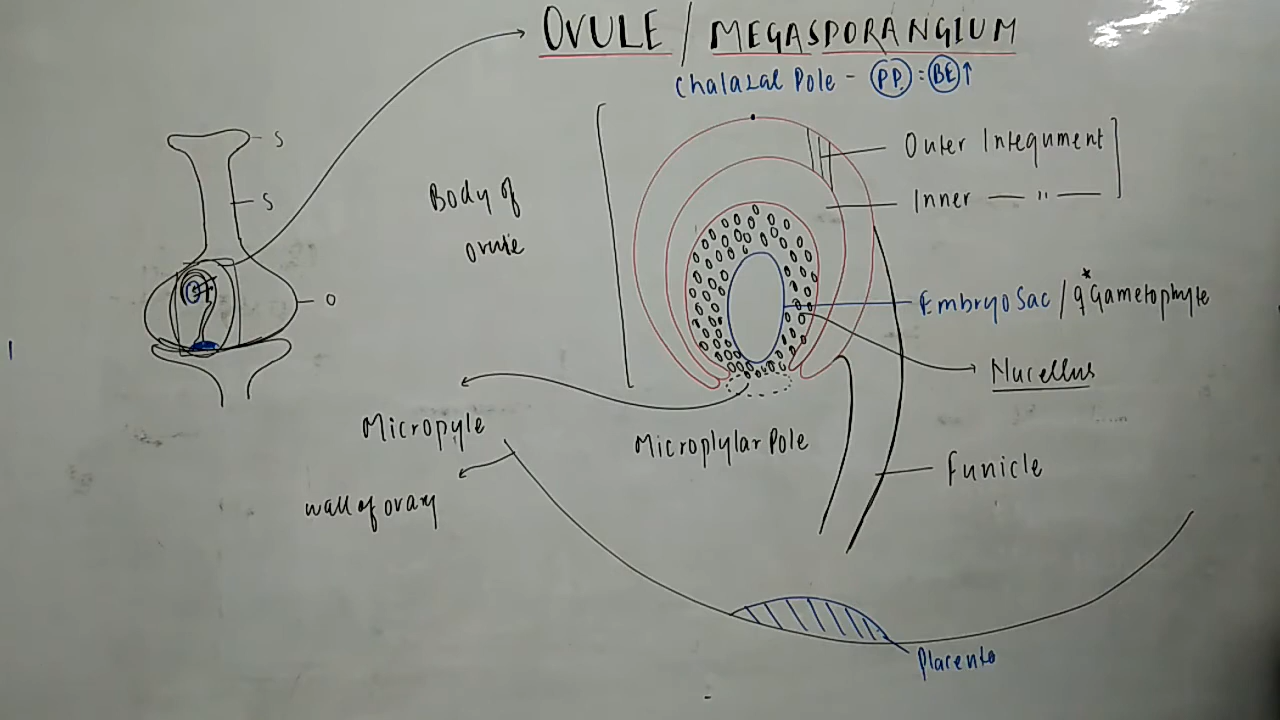 OVULE / MEGASPORANGIUM
Chalazal Pole - PP. = BE ↑
S
S
O
Body of
ovule
Outer Integnment
Inner — " —
Embryo Sac / ♀ Gametophyte *
Nucellus
Micropyle
Microplylar Pole
Funicle
wall of ovary
Placenta